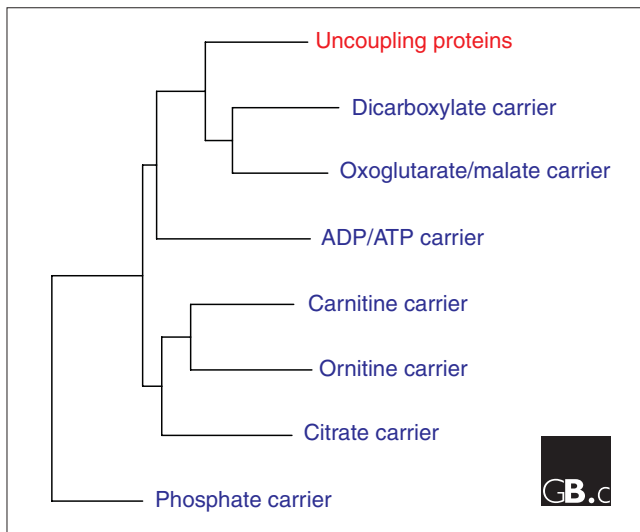 Uncoupling proteins
Dicarboxylate carrier
Oxoglutarate/malate carrier
ADP/ATP carrier
Carnitine carrier
Ornitine carrier
Citrate carrier
Phosphate carrier
GB.c